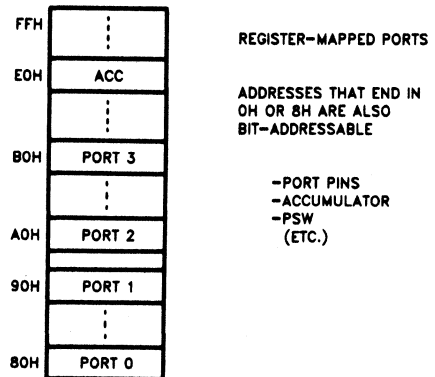 FFH
REGISTER-MAPPED PORTS
E0H ACC
ADDRESSES THAT END IN
0H OR 8H ARE ALSO
BIT-ADDRESSABLE
B0H PORT 3
-PORT PINS
-ACCUMULATOR
-PSW
(ETC.)
A0H PORT 2
90H PORT 1
80H PORT 0